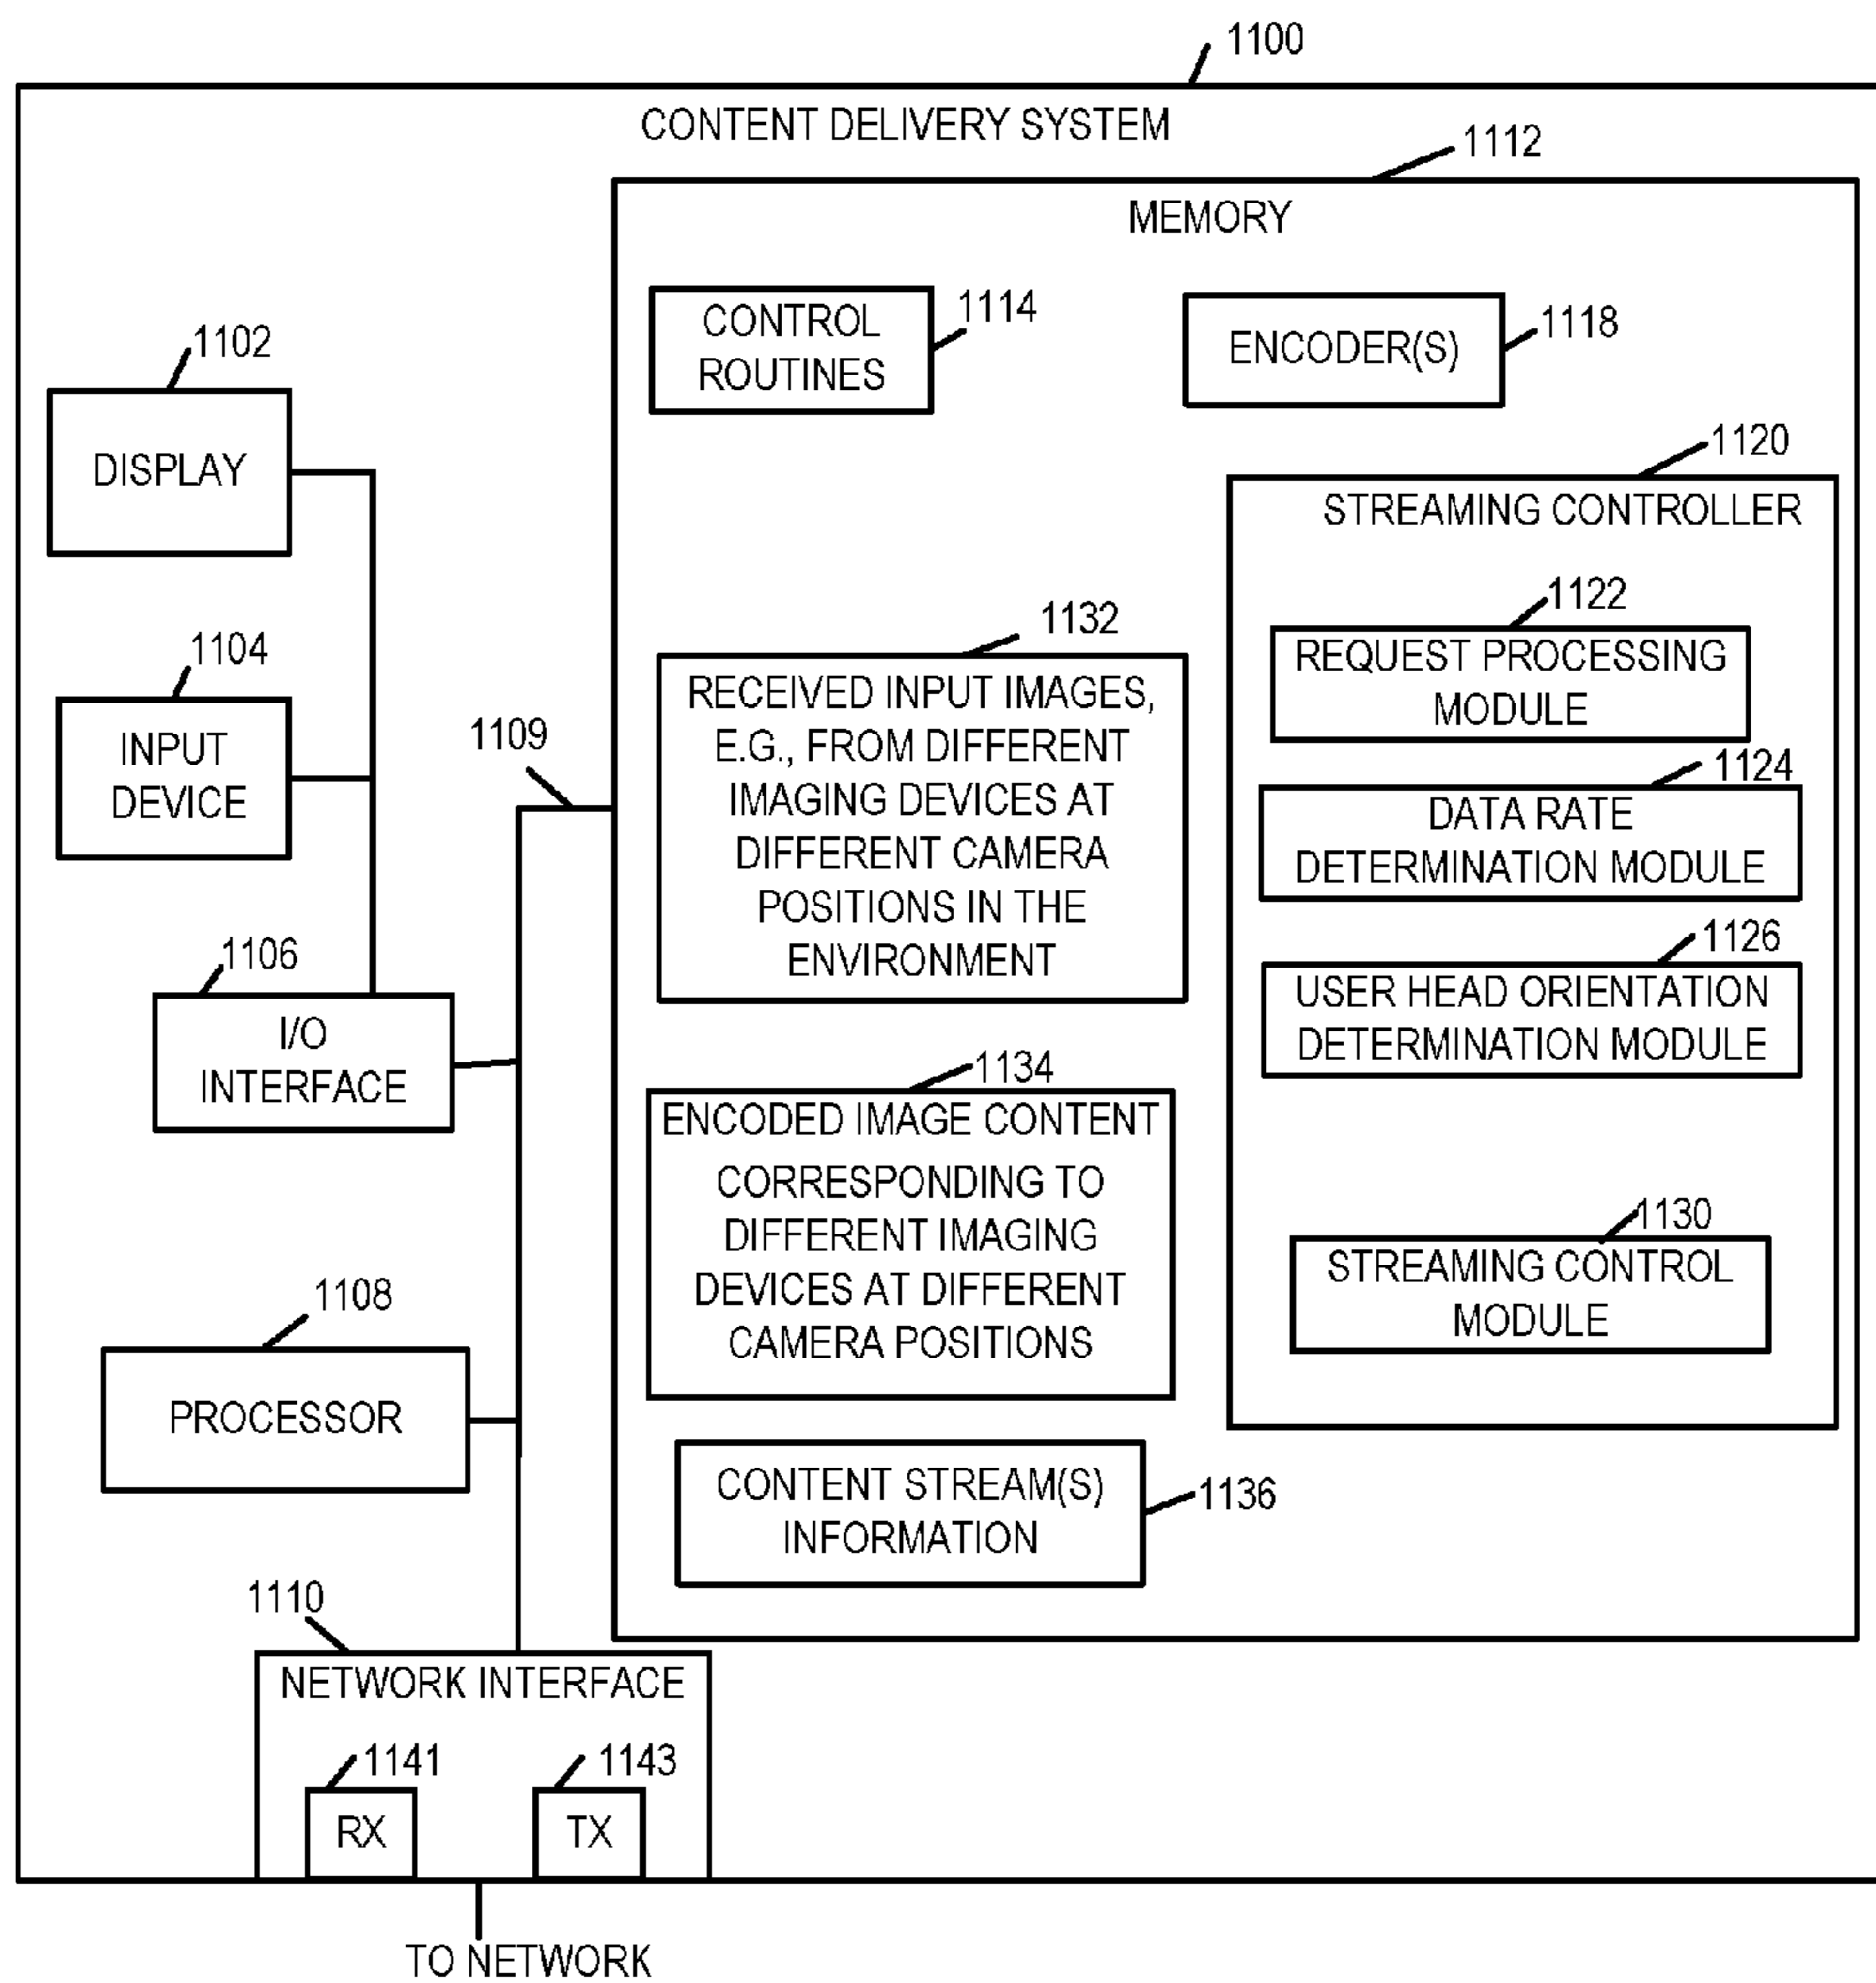 1100
CONTENT DELIVERY SYSTEM
1112
MEMORY
CONTROL
ROUTINES
1114
ENCODER(S)
1118
1102
DISPLAY
1120
STREAMING CONTROLLER
1122
REQUEST PROCESSING
MODULE
1124
DATA RATE
DETERMINATION MODULE
1126
USER HEAD ORIENTATION
DETERMINATION MODULE
1130
STREAMING CONTROL
MODULE
1104
INPUT
DEVICE
1109
1132
RECEIVED INPUT IMAGES,
E.G., FROM DIFFERENT
IMAGING DEVICES AT
DIFFERENT CAMERA
POSITIONS IN THE
ENVIRONMENT
1106
I/O
INTERFACE
1134
ENCODED IMAGE CONTENT
CORRESPONDING TO
DIFFERENT IMAGING
DEVICES AT DIFFERENT
CAMERA POSITIONS
1108
PROCESSOR
CONTENT STREAM(S)
INFORMATION
1136
1110
NETWORK INTERFACE
1141
RX
1143
TX
TO NETWORK